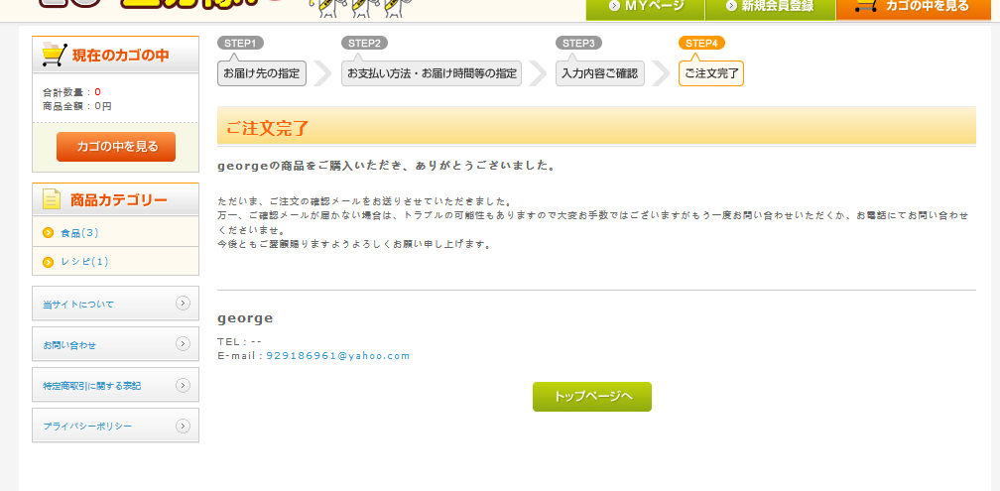 MYページ
新規会員登録
カゴの中を見る
現在のカゴの中
合計数量：0
商品金額：0円
カゴの中を見る
商品カテゴリー
食品(3)
レシピ(1)
当サイトについて
お問い合わせ
特定商取引に関する表記
プライバシーポリシー
STEP1
お届け先の指定
STEP2
お支払い方法・お届け時間等の指定
STEP3
入力内容ご確認
STEP4
ご注文完了
ご注文完了
georgeの商品をご購入いただき、ありがとうございました。
ただいま、ご注文の確認メールをお送りさせていただきました。
万一、ご確認メールが届かない場合は、トラブルの可能性もありますので大変お手数ではございますがもう一度お問い合わせいただくか、お電話にてお問い合わせ
くださいませ。
今後ともご愛顧賜りますようよろしくお願い申し上げます。
george
TEL：--
E-mail：929186961@yahoo.com
トップページへ